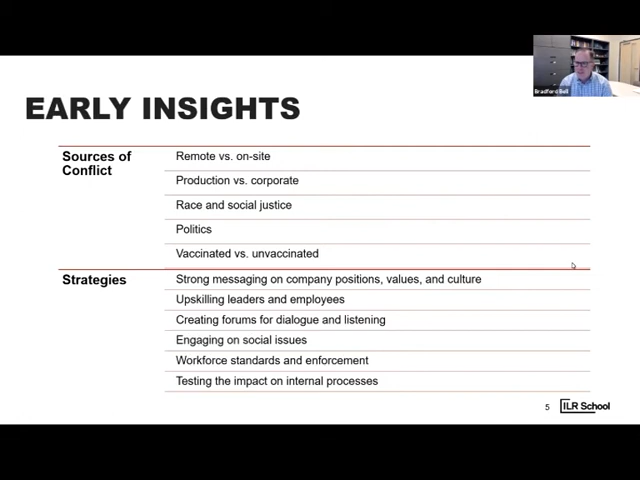 Bradford Bell
EARLY INSIGHTS
Sources of
Conflict
Remote vs. on-site
Production vs. corporate
Race and social justice
Politics
Vaccinated vs. unvaccinated
Strategies
Strong messaging on company positions, values, and culture
Upskilling leaders and employees
Creating forums for dialogue and listening
Engaging on social issues
Workforce standards and enforcement
Testing the impact on internal processes
5
ILR School